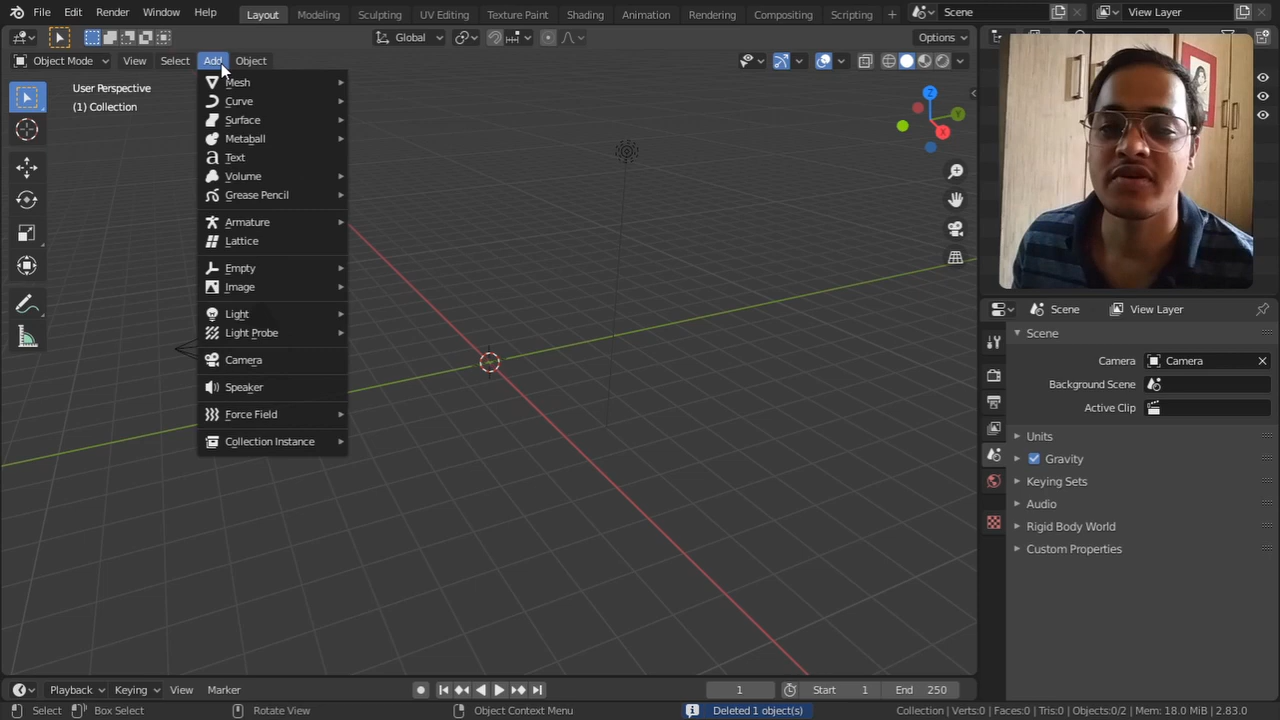 File Edit Render Window Help Layout Modeling Sculpting UV Editing Texture Paint Shading Animation Rendering Compositing Scripting + Scene View Layer
Global Options
Object Mode View Select Add Object
User Perspective
(1) Collection
Mesh
Curve
Surface
Metaball
Text
Volume
Grease Pencil
Armature
Lattice
Empty
Image
Light
Light Probe
Camera
Speaker
Force Field
Collection Instance
Z
Y
X
Scene View Layer
Scene
Camera Camera
Background Scene
Active Clip
Units
Gravity
Keying Sets
Audio
Rigid Body World
Custom Properties
Playback Keying View Marker 1 Start 1 End 250
Select Box Select Rotate View Object Context Menu Deleted 1 object(s) Collection | Verts:0 | Faces:0 | Tris:0 | Objects:0/2 | Mem: 18.0 MiB | 2.83.0